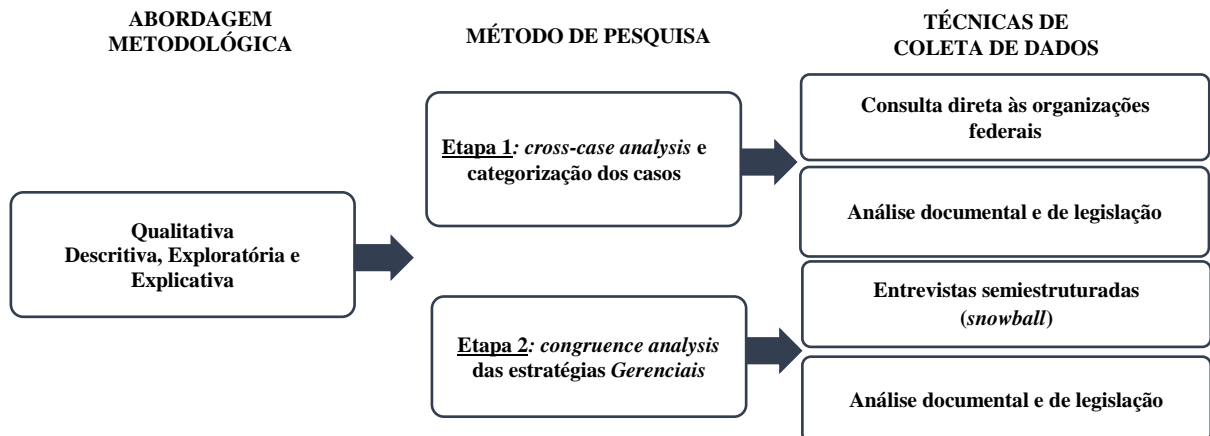 ABORDAGEM
METODOLÓGICA
MÉTODO DE PESQUISA
TÉCNICAS DE
COLETA DE DADOS
Qualitativa
Descritiva, Exploratória e
Explicativa
Etapa 1: cross-case analysis e
categorização dos casos
Consulta direta às organizações
federais
Análise documental e de legislação
Etapa 2: congruence analysis
das estratégias Gerenciais
Entrevistas semiestruturadas
(snowball)
Análise documental e de legislação